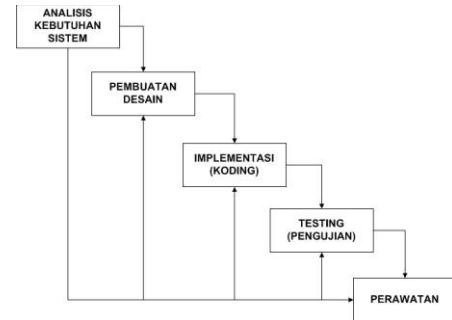 ANALISIS
KEBUTUHAN
SISTEM
PEMBUATAN
DESAIN
IMPLEMENTASI
(KODING)
TESTING
(PENGUJIAN)
PERAWATAN